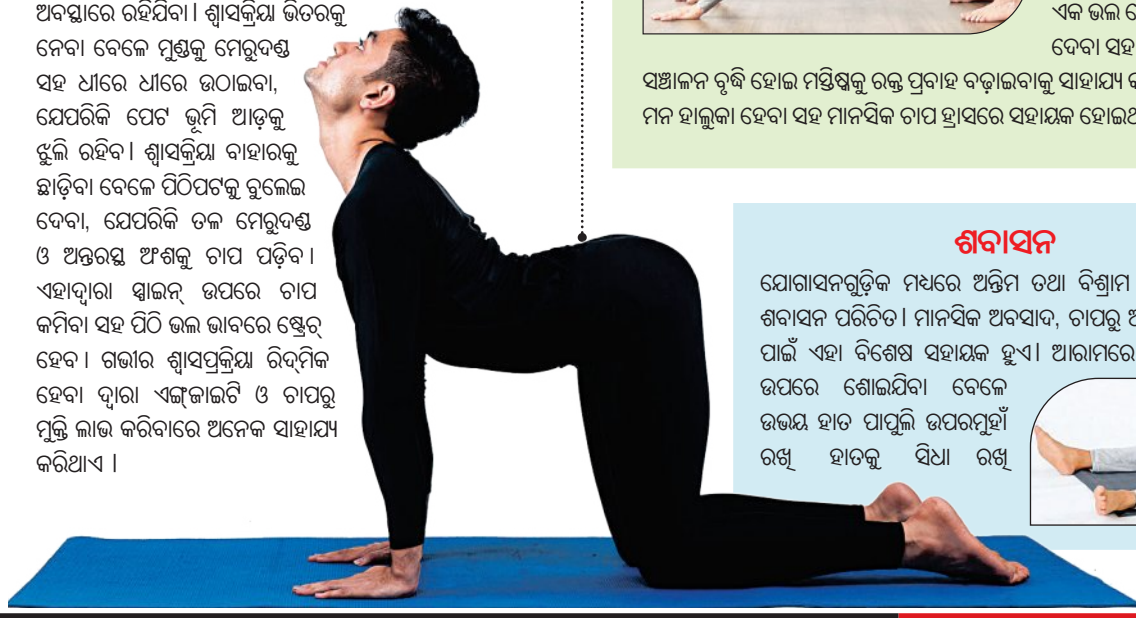 ଅବସ୍ଥାରେ ରହିଯିବା। ଶ୍ୱାସକ୍ରିୟା ଭିତରକୁ
ନେବା ବେଳେ ମୁଣ୍ଡକୁ ମେରୁଦଣ୍ଡ
ସହ ଧୀରେ ଧୀରେ ଉଠାଇବା,
ଯେପରିକି ପେଟ ଭୂମି ଆଡ଼କୁ
ଝୁଲି ରହିବ। ଶ୍ୱାସକ୍ରିୟା ବାହାରକୁ
ଛାଡ଼ିବା ବେଳେ ପିଠିପଟକୁ ବୁଲେଇ
ଦେବା, ଯେପରିକି ତଳ ମେରୁଦଣ୍ଡ
ଓ ଅନ୍ତରସ୍ଥ ଅଂଶକୁ ଚାପ ପଡ଼ିବ।
ଏହାଦ୍ୱାରା ସ୍ପାଇନ୍ ଉପରେ ଚାପ
କମିବା ସହ ପିଠି ଭଲ ଭାବରେ ଷ୍ଟ୍ରେଚ୍
ହେବ। ଗଭୀର ଶ୍ୱାସପ୍ରକ୍ରିୟା ରିଦ୍‌ମିକ
ହେବା ଦ୍ୱାରା ଏଙ୍ଗ୍‌ଜାଇଟି ଓ ଚାପରୁ
ମୁକ୍ତି ଲାଭ କରିବାରେ ଅନେକ ସାହାଯ୍ୟ
କରିଥାଏ ।
ଏକ ଭଲ
ଦେବା ସହ
ସଞ୍ଚାଳନ ବୃଦ୍ଧି ହୋଇ ମସ୍ତିଷ୍କକୁ ରକ୍ତ ପ୍ରବାହ ବଢ଼ାଇବାକୁ ସାହାଯ୍ୟ
ମନ ହାଲୁକା ହେବା ସହ ମାନସିକ ଚାପ ହ୍ରାସରେ ସହାୟକ
ଶବାସନ
ଯୋଗାସନଗୁଡ଼ିକ ମଧ୍ୟରେ ଅନ୍ତିମ ତଥା ବିଶ୍ରାମ
ଶବାସନ ପରିଚିତ। ମାନସିକ ଅବସାଦ, ଚାପରୁ
ପାଇଁ ଏହା ବିଶେଷ ସହାୟକ ହୁଏ। ଆରାମରେ
ଉପରେ ଶୋଇଯିବା ବେଳେ
ଉଭୟ ହାତ ପାପୁଲି ଉପରମୁହାଁ
ରଖି ହାତକୁ ସିଧା ରଖି